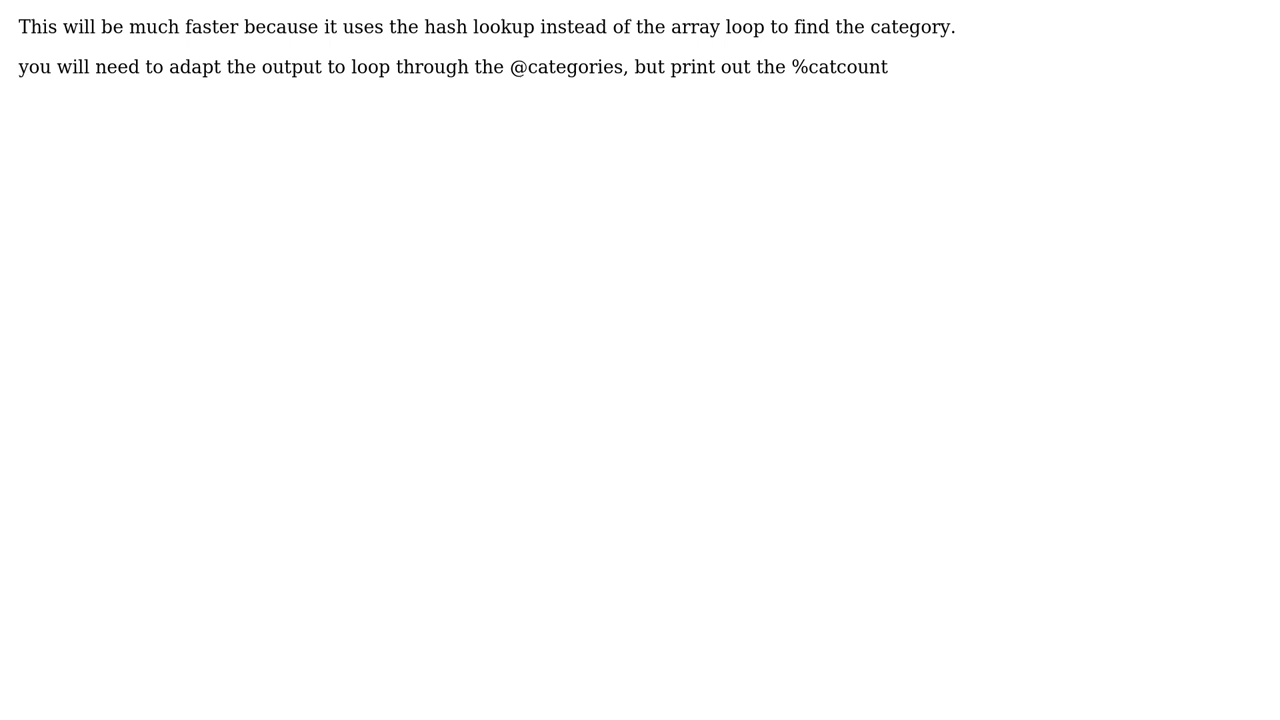 This will be much faster because it uses the hash lookup instead of the array loop to find the category.
you will need to adapt the output to loop through the @categories, but print out the %catcount